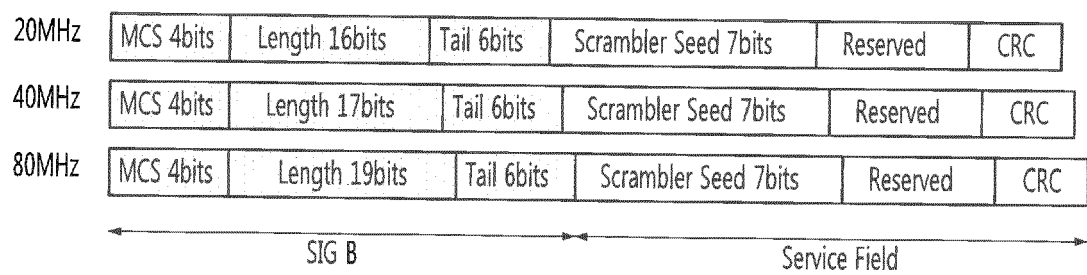 20MHz MCS 4bits Length 16bits Tail 6bits Scrambler Seed 7bits Reserved CRC
40MHz MCS 4bits Length 17bits Tail 6bits Scrambler Seed 7bits Reserved CRC
80MHz MCS 4bits Length 19bits Tail 6bits Scrambler Seed 7bits Reserved CRC
SIG B Service Field